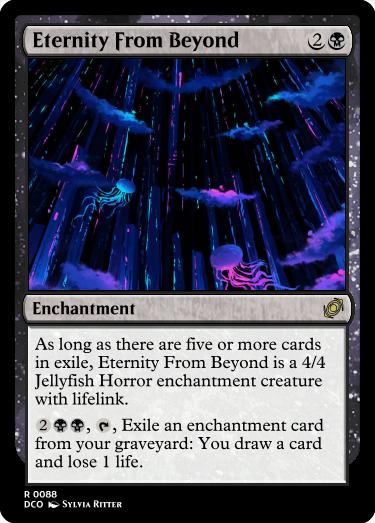 Eternity From Beyond 2
Enchantment
As long as there are five or more cards
in exile, Eternity From Beyond is a 4/4
Jellyfish Horror enchantment creature
with lifelink.
2, , Exile an enchantment card
from your graveyard: You draw a card
and lose 1 life.
R 0088
DCO Sylvia Ritter